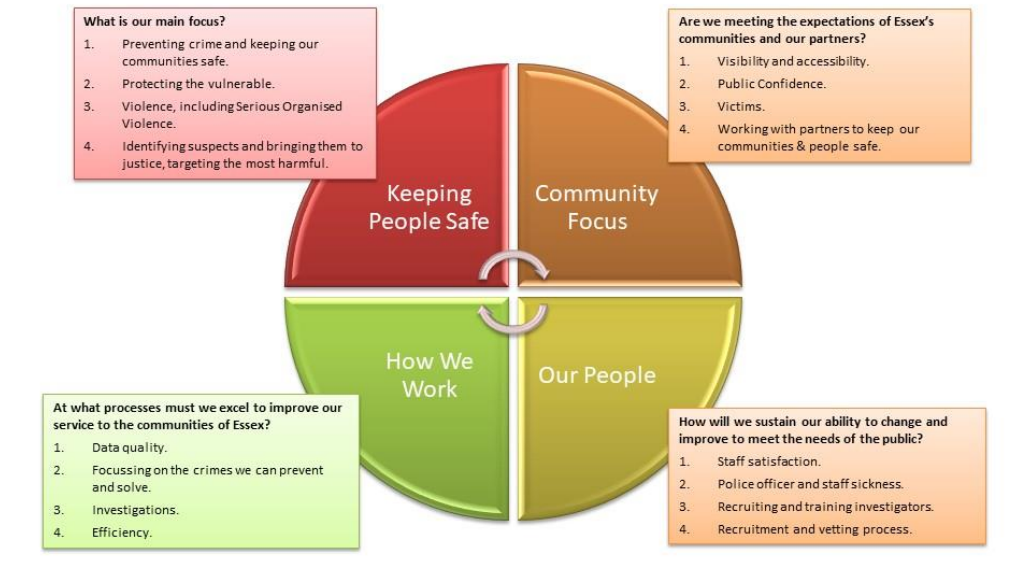 What is our main focus?
1. Preventing crime and keeping our
communities safe.
2. Protecting the vulnerable.
3. Violence, including Serious Organised
Violence.
4. Identifying suspects and bringing them to
justice, targeting the most harmful.
Are we meeting the expectations of Essex's
communities and our partners?
1. Visibility and accessibility.
2. Public Confidence.
3. Victims.
4. Working with partners to keep our
communities & people safe.
Keeping
People Safe
Community
Focus
How We
Work
Our People
At what processes must we excel to improve our
service to the communities of Essex?
1. Data quality.
2. Focussing on the crimes we can prevent
and solve.
3. Investigations.
4. Efficiency.
How will we sustain our ability to change and
improve to meet the needs of the public?
1. Staff satisfaction.
2. Police officer and staff sickness.
3. Recruiting and training investigators.
4. Recruitment and vetting process.